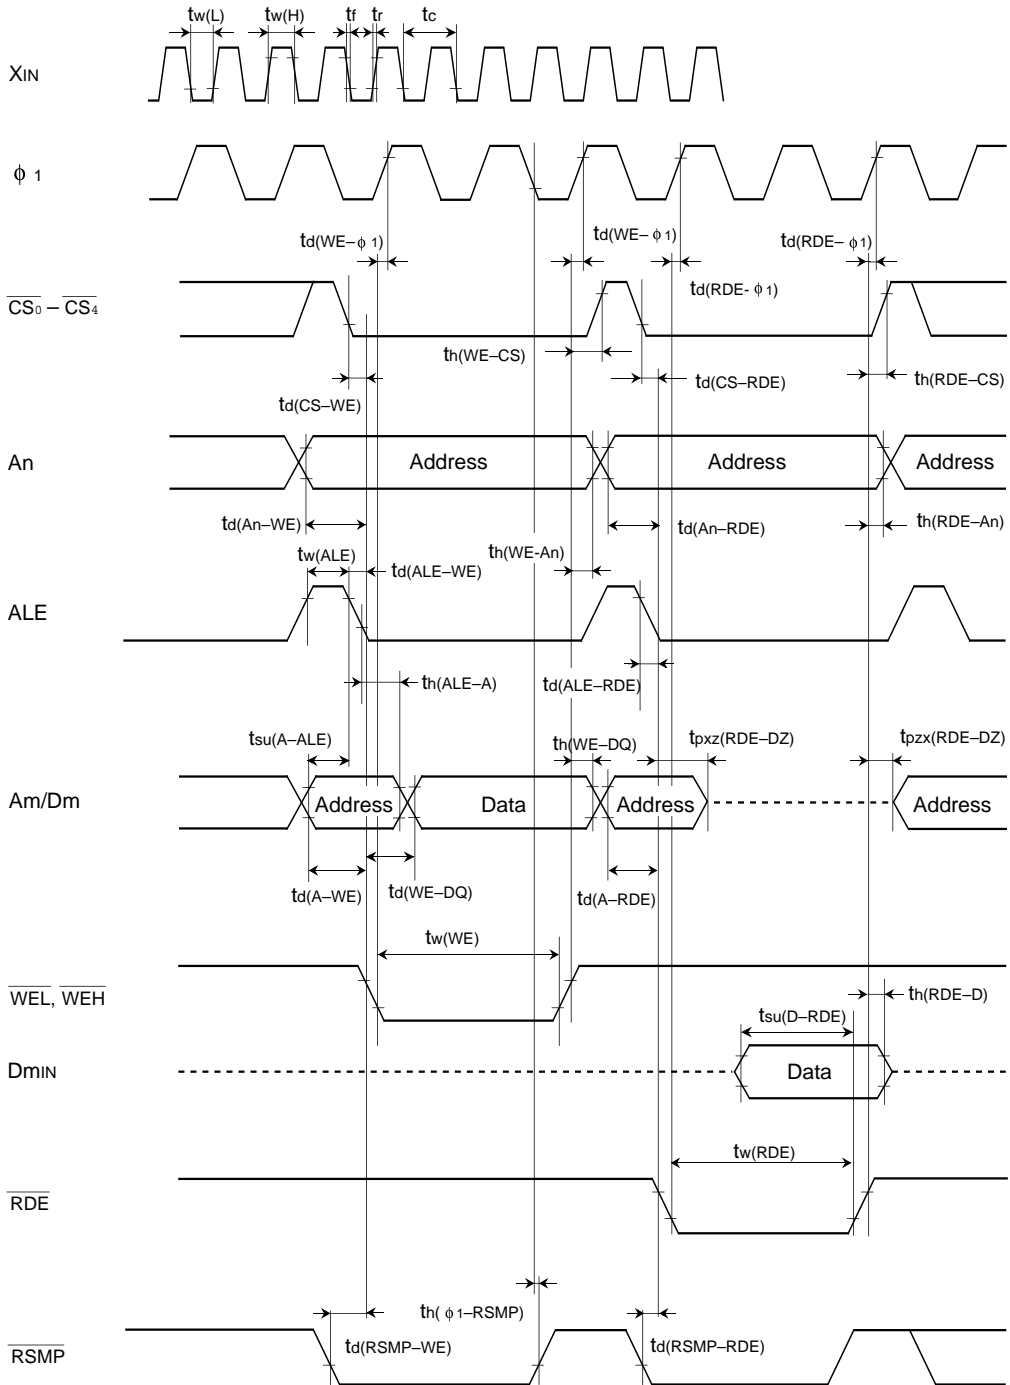 tw(L) tw(H) tf tr tc
XIN
ϕ 1
td(WE–ϕ 1) td(WE–ϕ 1) td(RDE–ϕ 1)
CS0 – CS4
td(RDE- ϕ1)
th(WE–CS)
td(CS–WE) td(CS–RDE) th(RDE–CS)
An Address Address Address
td(An–WE) td(An–RDE) th(RDE–An)
tw(ALE) th(WE-An)
td(ALE–WE)
ALE
th(ALE–A) td(ALE–RDE)
tsu(A–ALE) th(WE–DQ) tpxz(RDE–DZ) tpzx(RDE–DZ)
Am/Dm Address Data Address Address
td(A–WE) td(WE–DQ) td(A–RDE)
tw(WE)
WEL, WEH
th(RDE–D)
tsu(D–RDE)
DmIN Data
tw(RDE)
RDE
th( ϕ1–RSMP)
td(RSMP–WE) td(RSMP–RDE)
RSMP